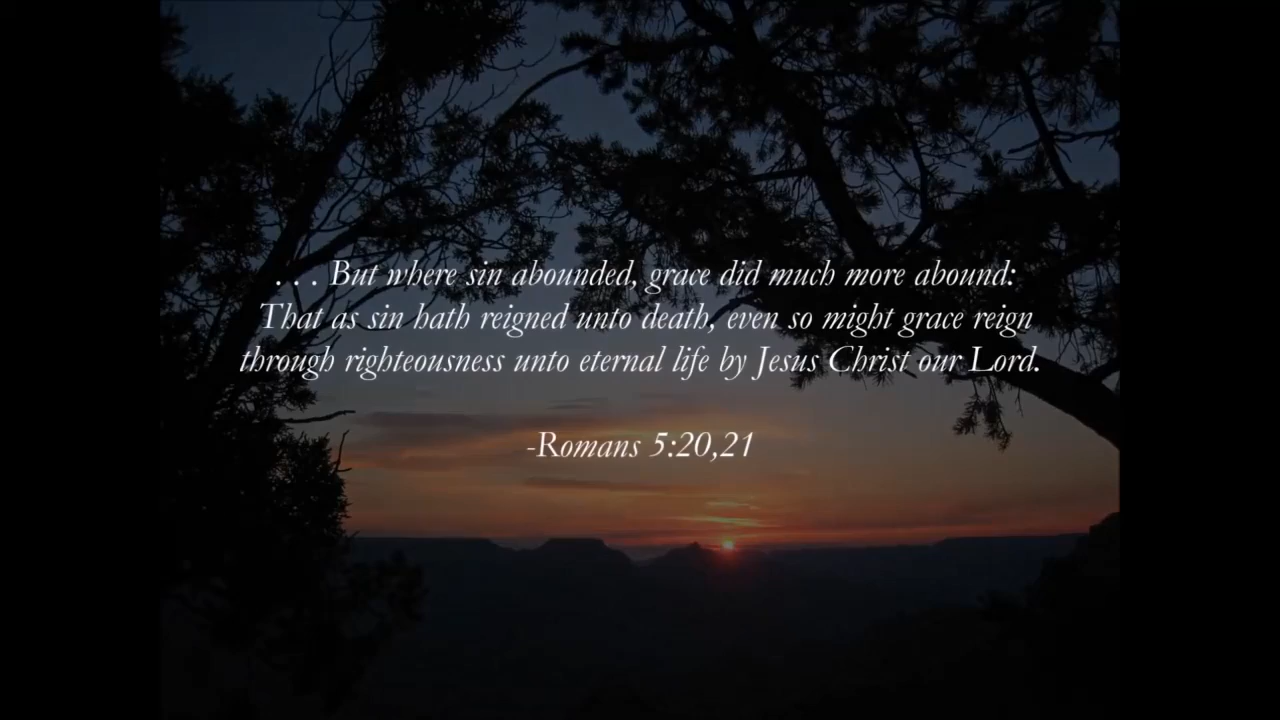 . . . But where sin abounded, grace did much more abound:
That as sin hath reigned unto death, even so might grace reign
through righteousness unto eternal life by Jesus Christ our Lord.
-Romans 5:20,21